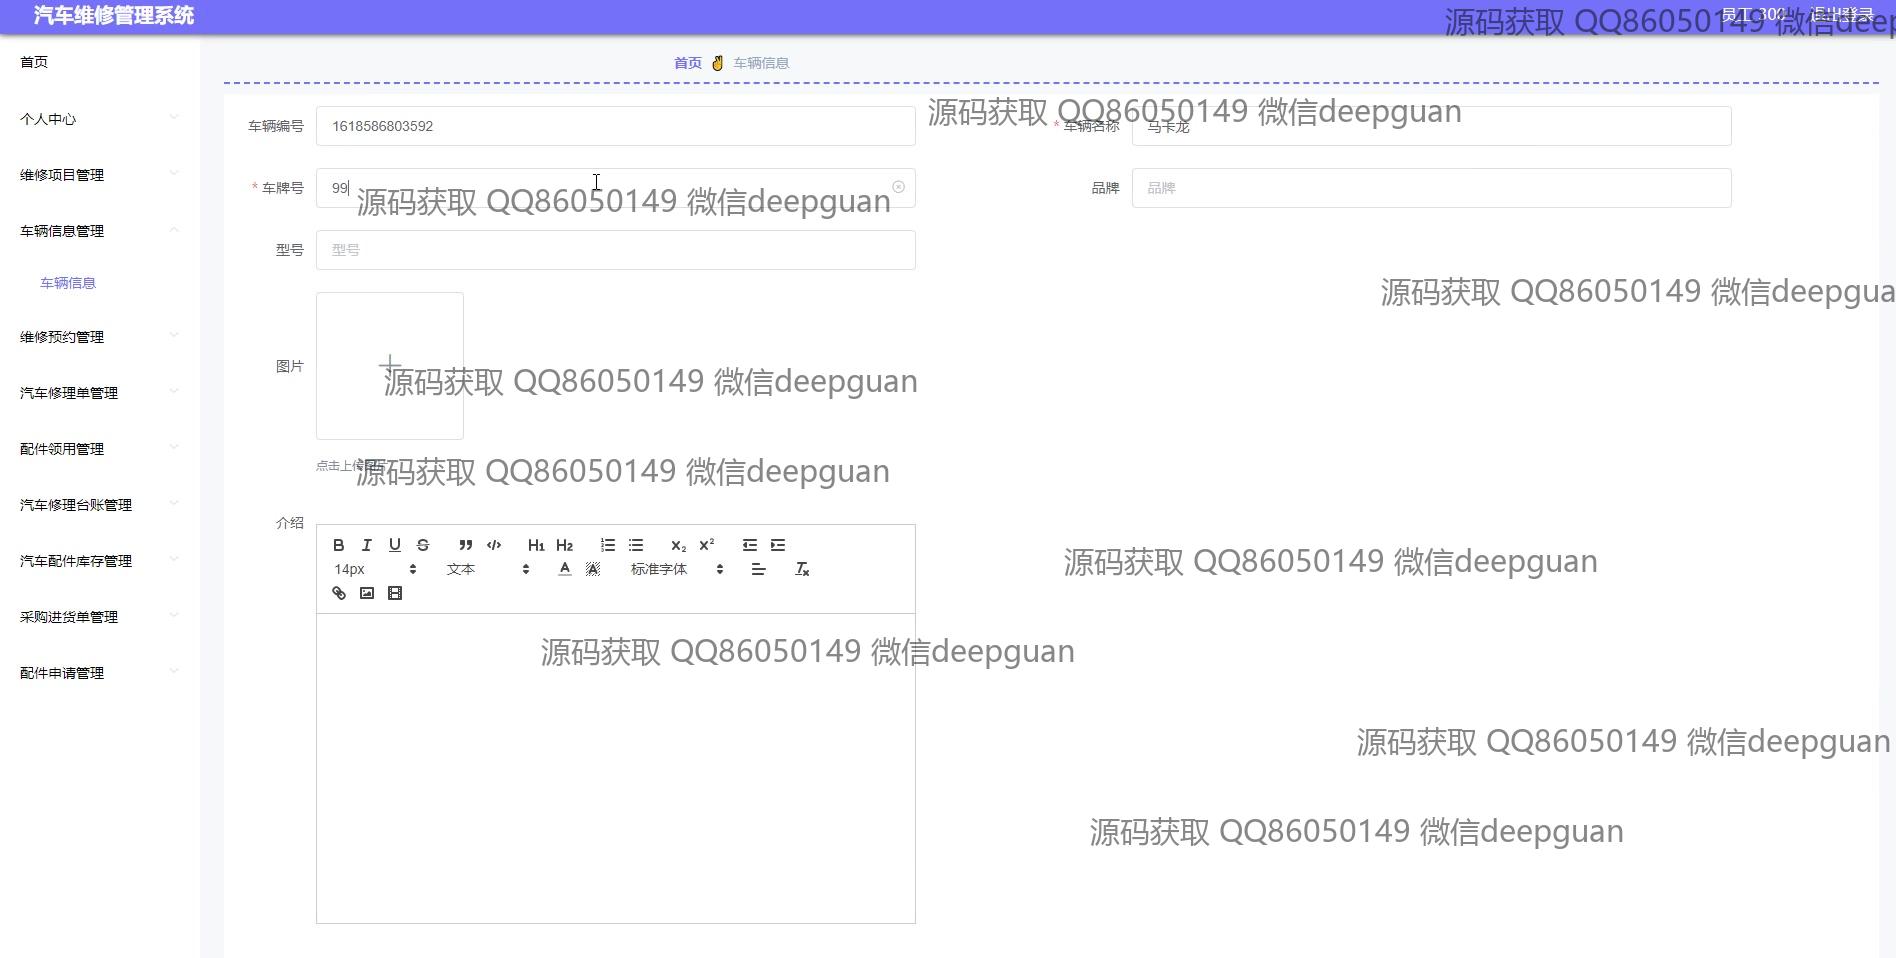 汽车维修管理系统
员工 300 退出登录
源码获取 QQ86050149 微信deep
首页
个人中心
维修项目管理
车辆信息管理
车辆信息
维修预约管理
汽车修理单管理
配件领用管理
汽车修理台账管理
汽车配件库存管理
采购进货单管理
配件申请管理
首页 车辆信息
源码获取 QQ86050149 微信deepguan
车辆编号 1618586803592
* 车辆名称 马卡龙
* 车牌号 99
源码获取 QQ86050149 微信deepguan
品牌 品牌
型号 型号
源码获取 QQ86050149 微信deepgua
图片
源码获取 QQ86050149 微信deepguan
点击上传图片
源码获取 QQ86050149 微信deepguan
介绍
B I U S H1 H2 X2 X2
14px 文本 A A 标准字体 Tx
源码获取 QQ86050149 微信deepguan
源码获取 QQ86050149 微信deepguan
源码获取 QQ86050149 微信deepguan
源码获取 QQ86050149 微信deepguan